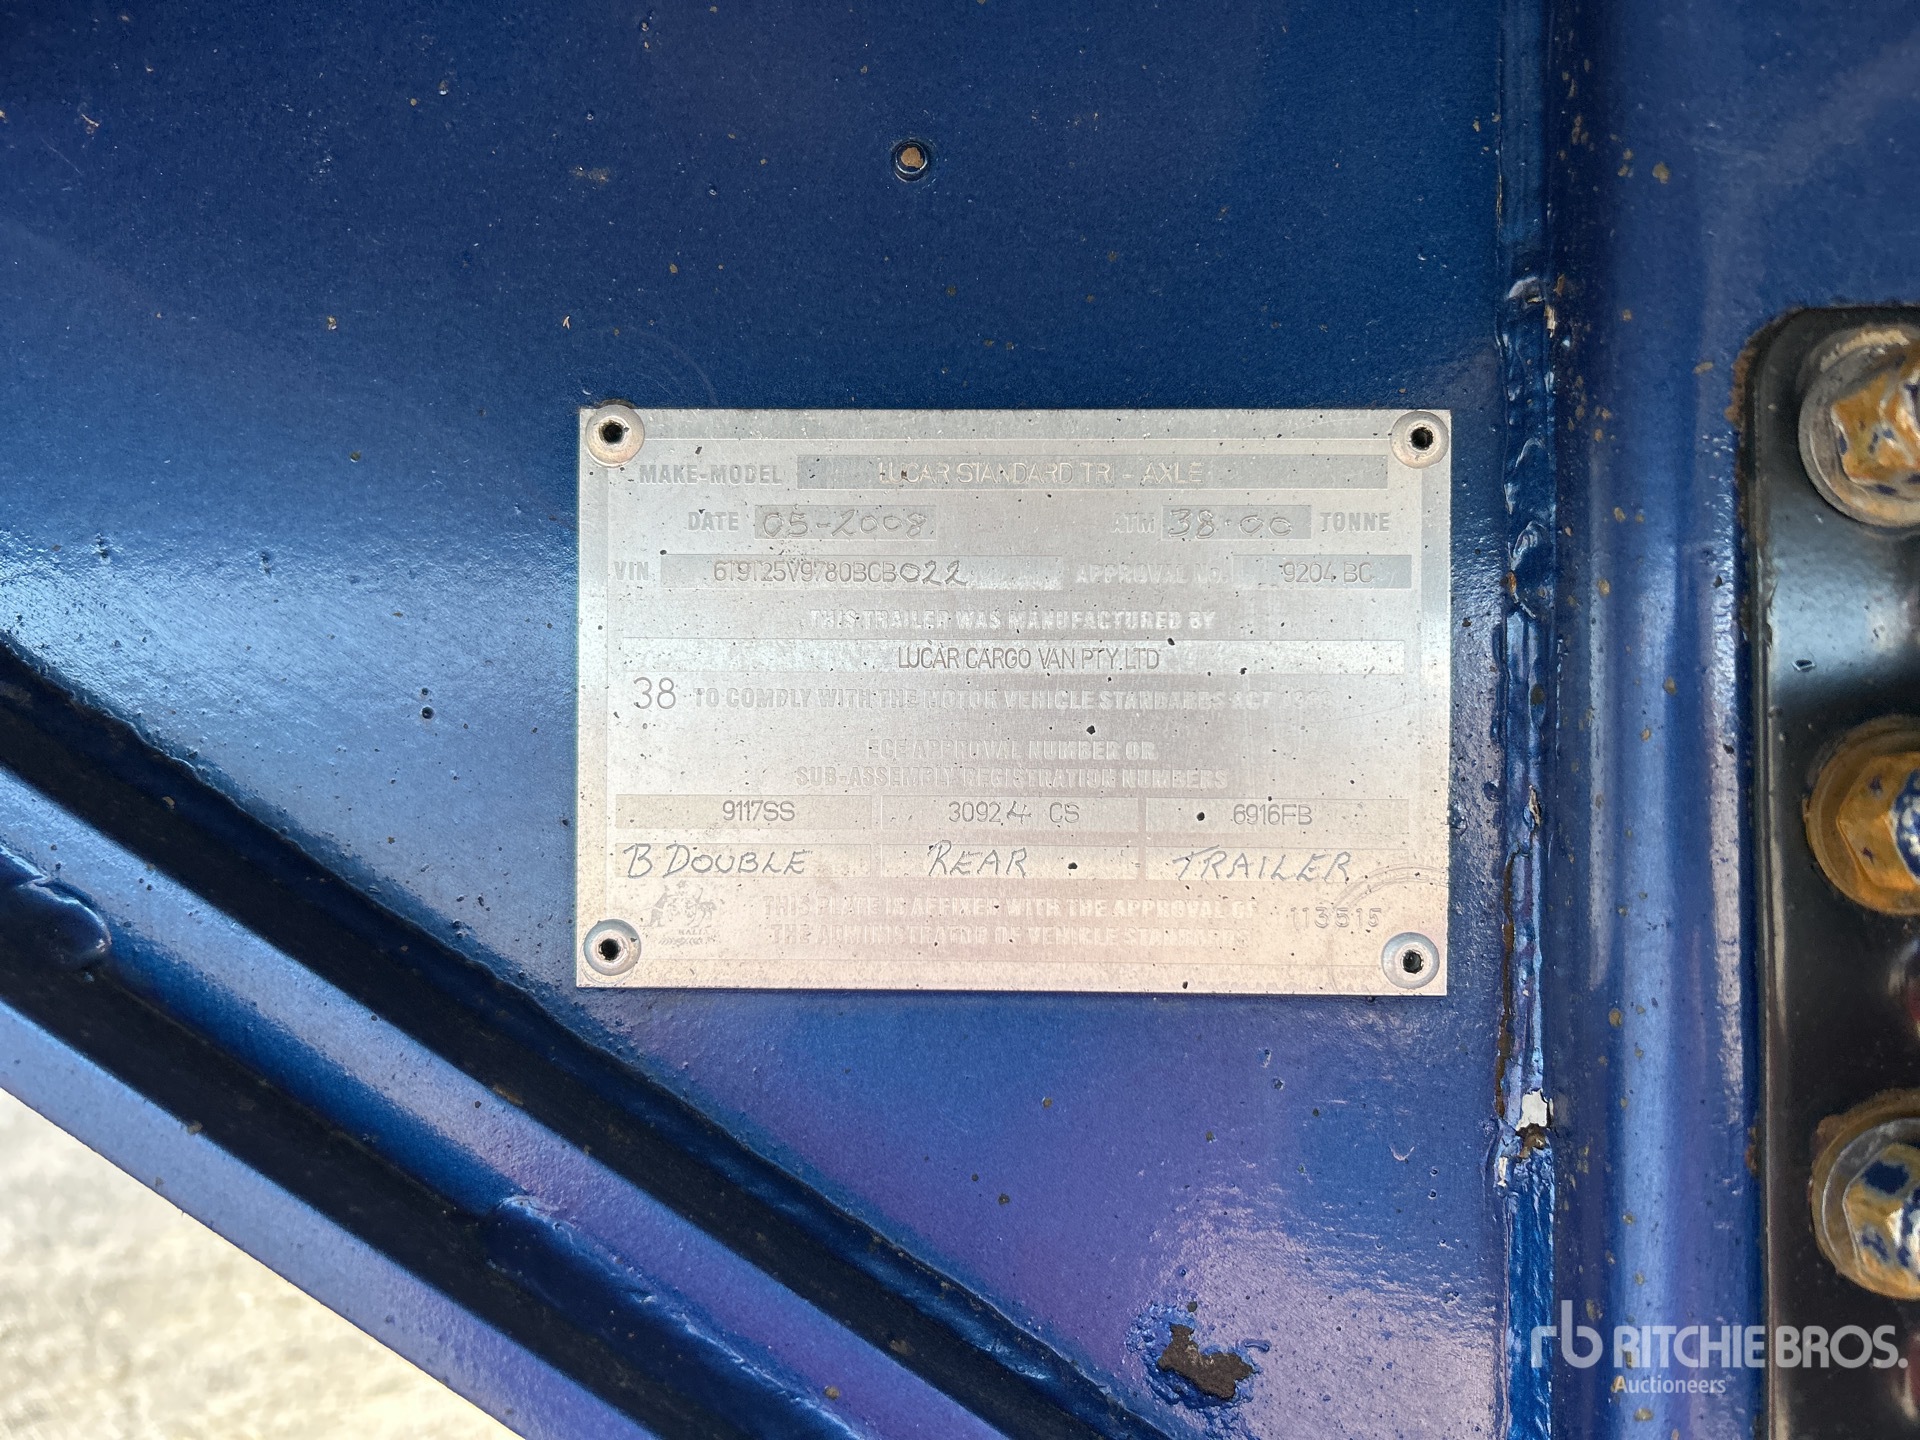 MAKE-MODEL LUCAR STANDARD TRI - AXLE
DATE 05-2008 ATM 38.00 TONNE
VIN 6T9T25V9780BCB022 APPROVAL No. 9204 BC
THIS TRAILER WAS MANUFACTURED BY
LUCAR CARGO VAN PTY. LTD
38 TO COMPLY WITH THE MOTOR VEHICLE STANDARDS ACT
APPROVAL NUMBER OR
SUB-ASSEMBLY REGISTRATION NUMBERS
9117SS 30924 CS 6916FB
B DOUBLE REAR TRAILER
THIS PLATE IS AFFIXED WITH THE APPROVAL OF
THE ADMINISTRATOR OF VEHICLE STANDARDS
113515
rb RITCHIE BROS.
Auctioneers